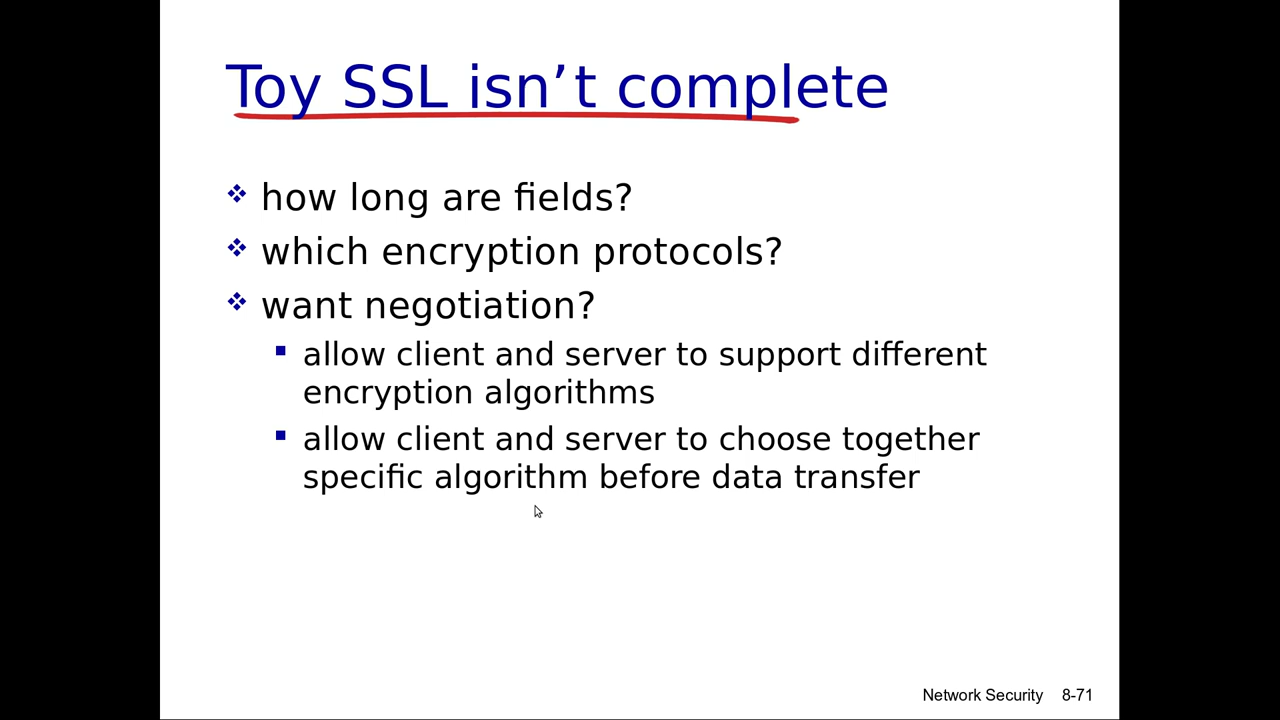 Toy SSL isn’t complete
how long are fields?
which encryption protocols?
want negotiation?
allow client and server to support different
encryption algorithms
allow client and server to choose together
specific algorithm before data transfer
Network Security 8-71